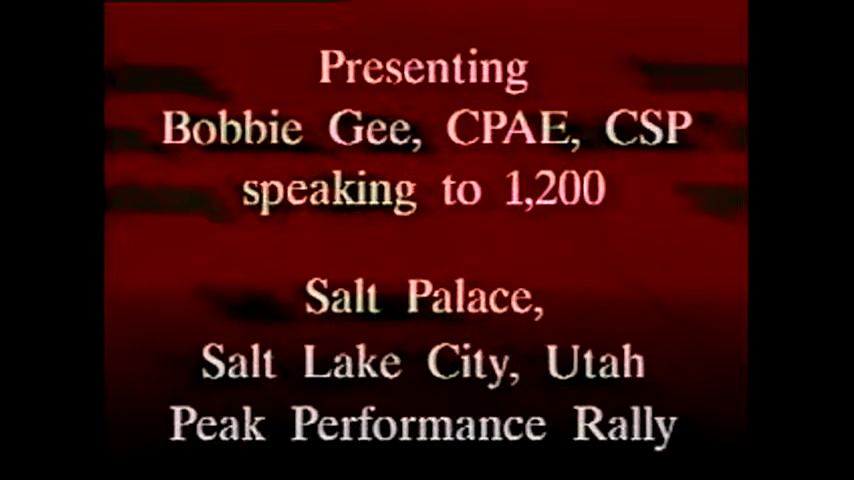 Presenting
Bobbie Gee, CPAE, CSP
speaking to 1,200
Salt Palace,
Salt Lake City, Utah
Peak Performance Rally